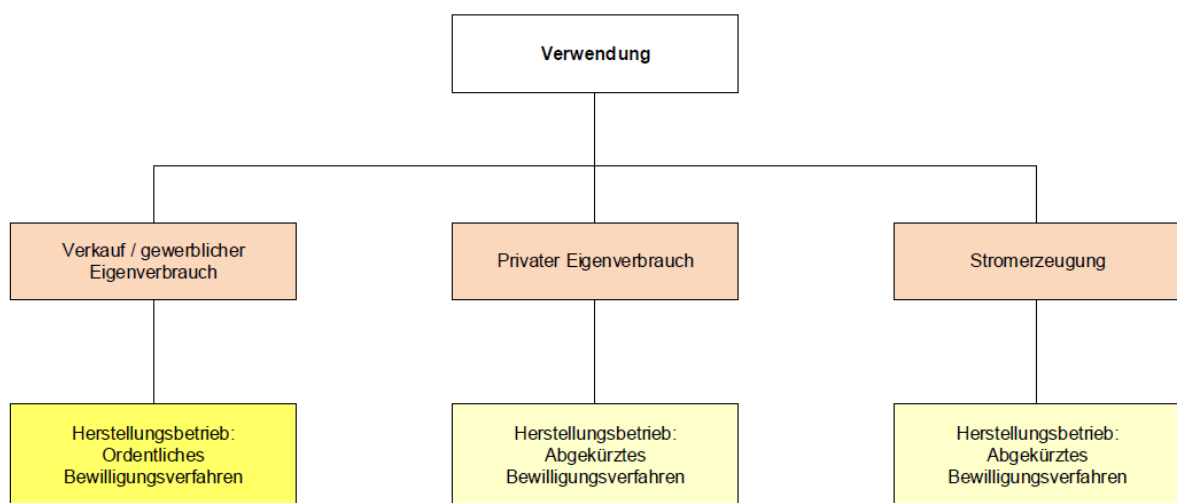 Verwendung
Verkauf / gewerblicher
Eigenverbrauch
Privater Eigenverbrauch
Stromerzeugung
Herstellungsbetrieb:
Ordentliches
Bewilligungsverfahren
Herstellungsbetrieb:
Abgekürztes
Bewilligungsverfahren
Herstellungsbetrieb:
Abgekürztes
Bewilligungsverfahren